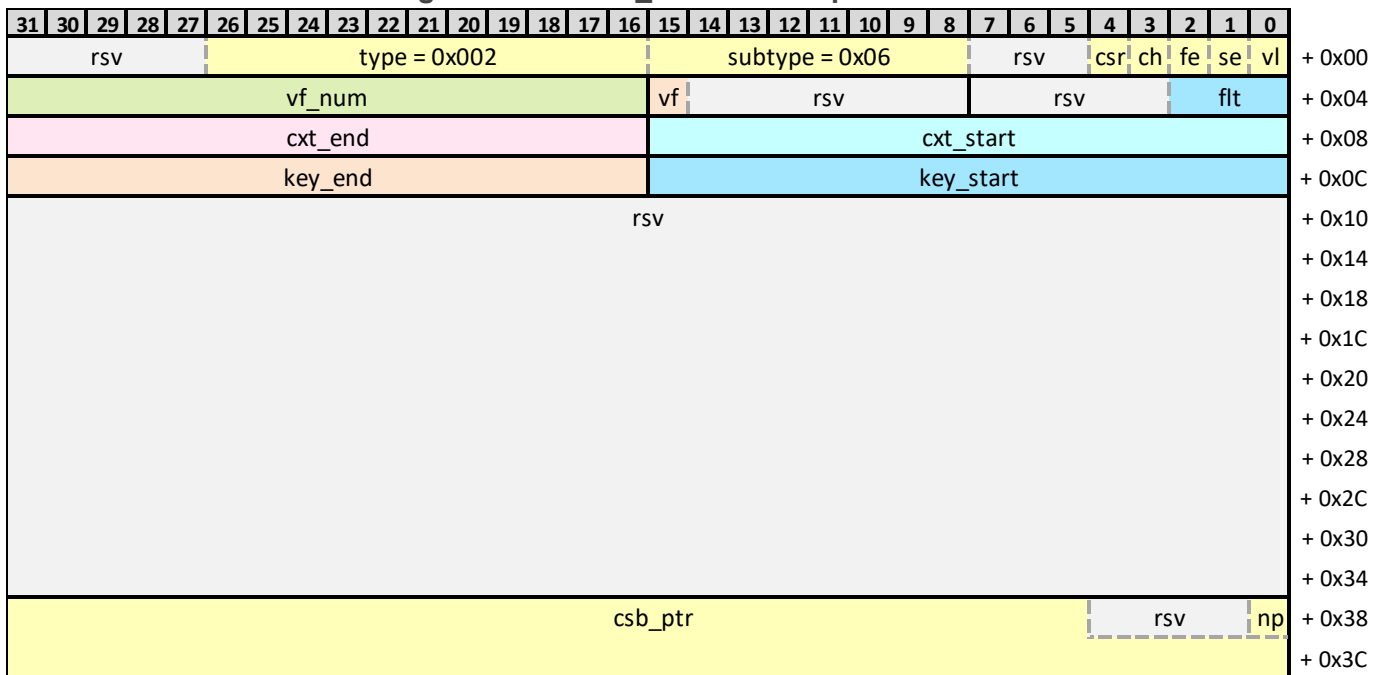 31 30 29 28 27 26 25 24 23 22 21 20 19 18 17 16 15 14 13 12 11 10 9 8 7 6 5 4 3 2 1 0
rsv type = 0x002 subtype = 0x06 rsv csr ch fe se vl + 0x00
vf_num vf rsv rsv flt + 0x04
cxt_end cxt_start + 0x08
key_end key_start + 0x0C
rsv + 0x10
+ 0x14
+ 0x18
+ 0x1C
+ 0x20
+ 0x24
+ 0x28
+ 0x2C
+ 0x30
+ 0x34
csb_ptr rsv np + 0x38
+ 0x3C